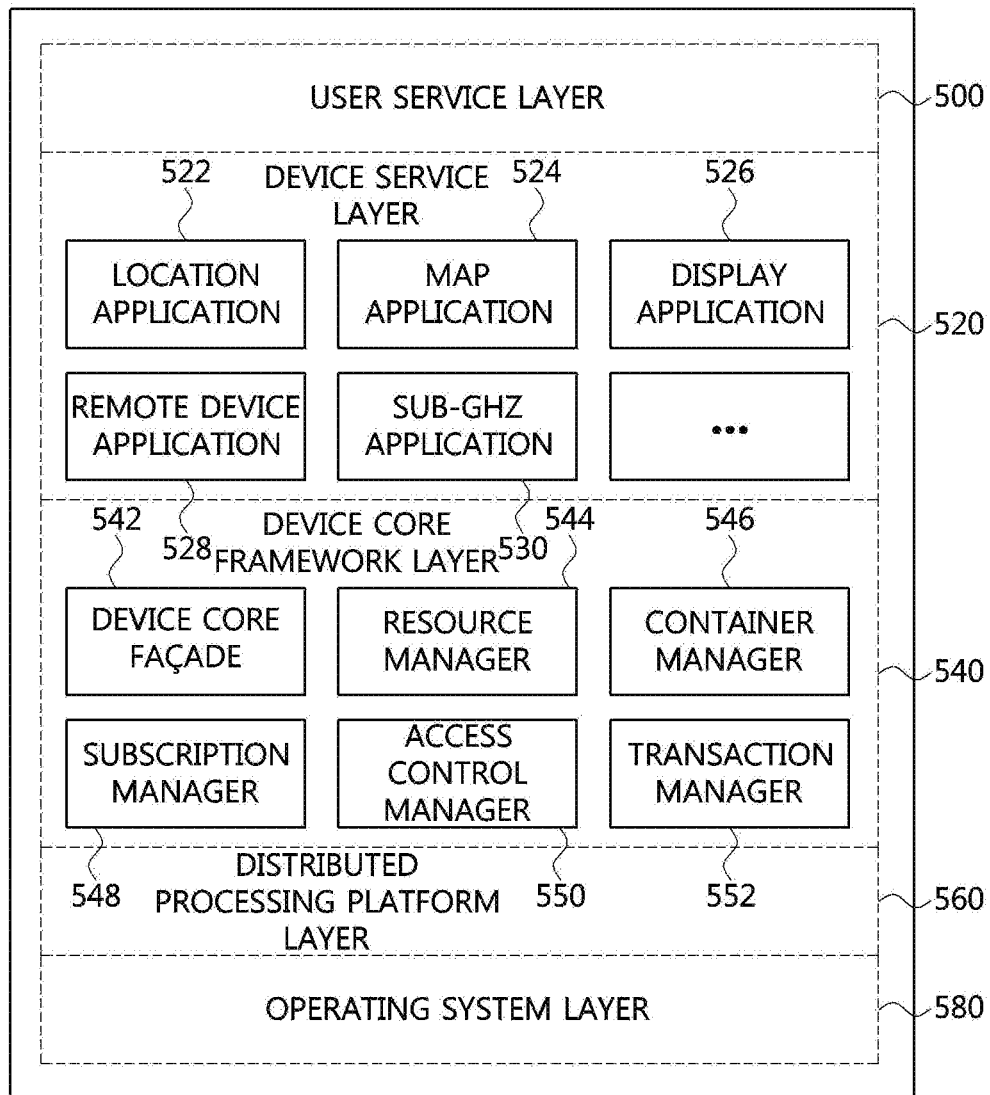 USER SERVICE LAYER
500
522
DEVICE SERVICE
LAYER
524
526
LOCATION
APPLICATION
MAP
APPLICATION
DISPLAY
APPLICATION
520
REMOTE DEVICE
APPLICATION
SUB-GHZ
APPLICATION
•••
542
528
DEVICE CORE
FRAMEWORK LAYER
530
544
546
DEVICE CORE
FAÇADE
RESOURCE
MANAGER
CONTAINER
MANAGER
540
SUBSCRIPTION
MANAGER
ACCESS
CONTROL
MANAGER
TRANSACTION
MANAGER
548
DISTRIBUTED
PROCESSING PLATFORM
LAYER
550
552
560
OPERATING SYSTEM LAYER
580